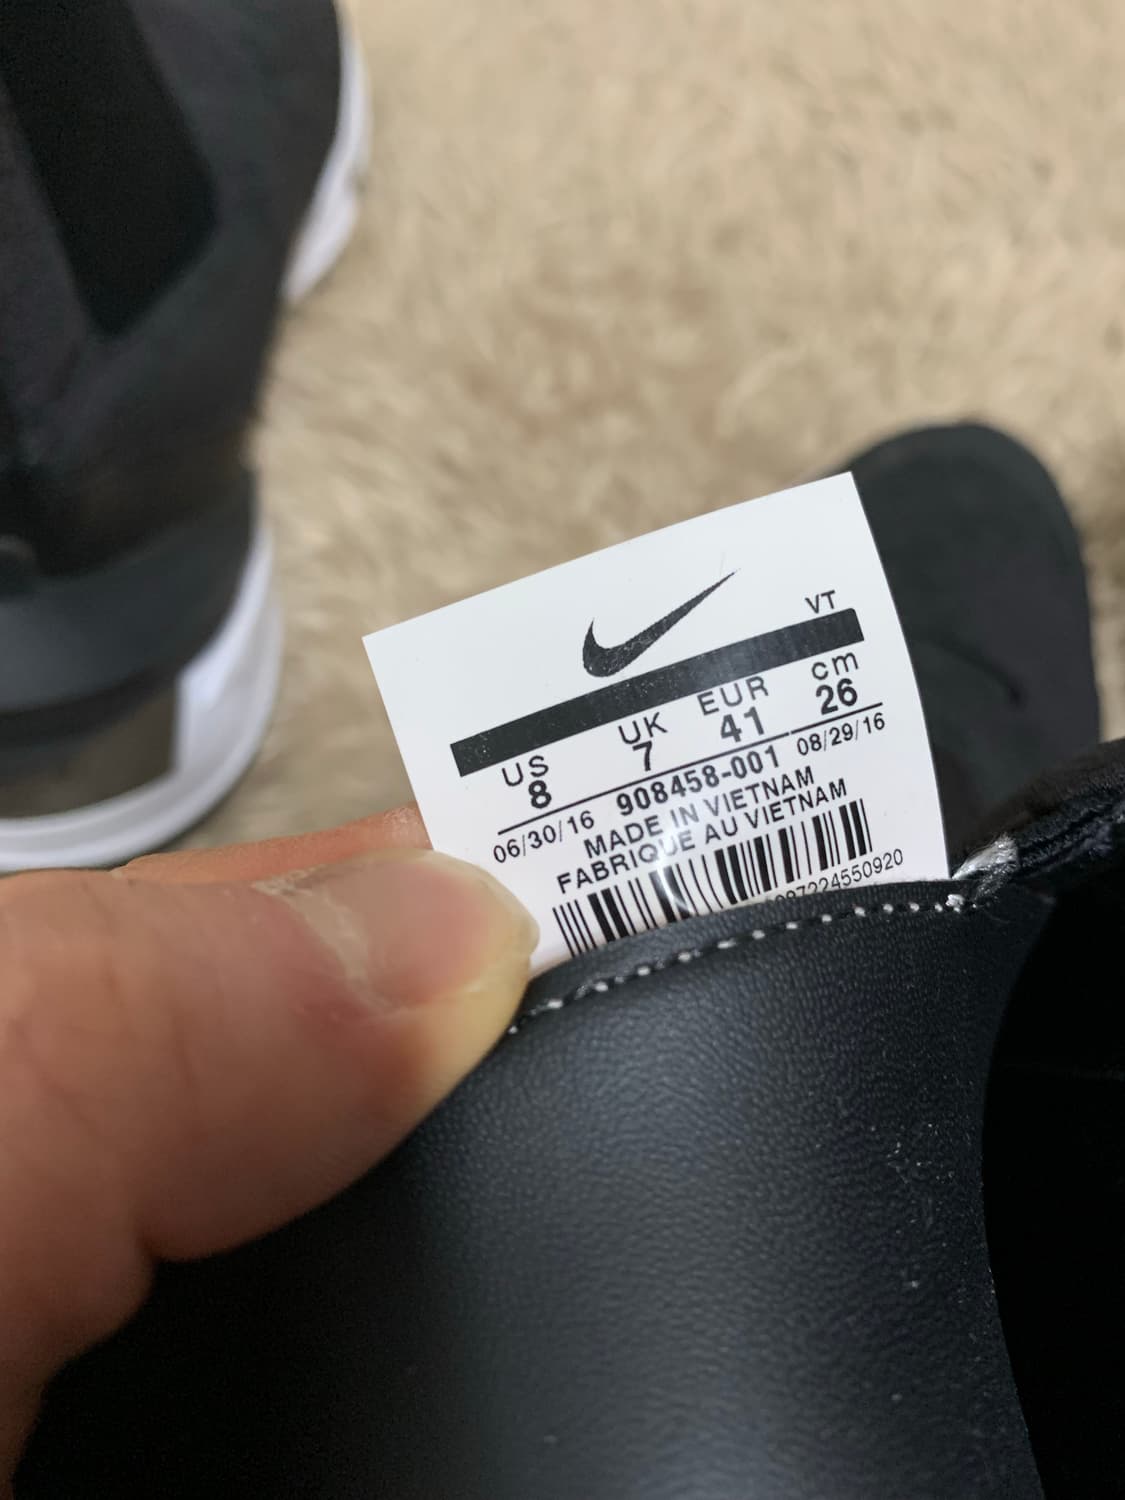 VT
US UK EUR cm
8 7 41 26
06/30/16 908458-001 08/29/16
MADE IN VIETNAM
FABRIQUE AU VIETNAM
7224550920